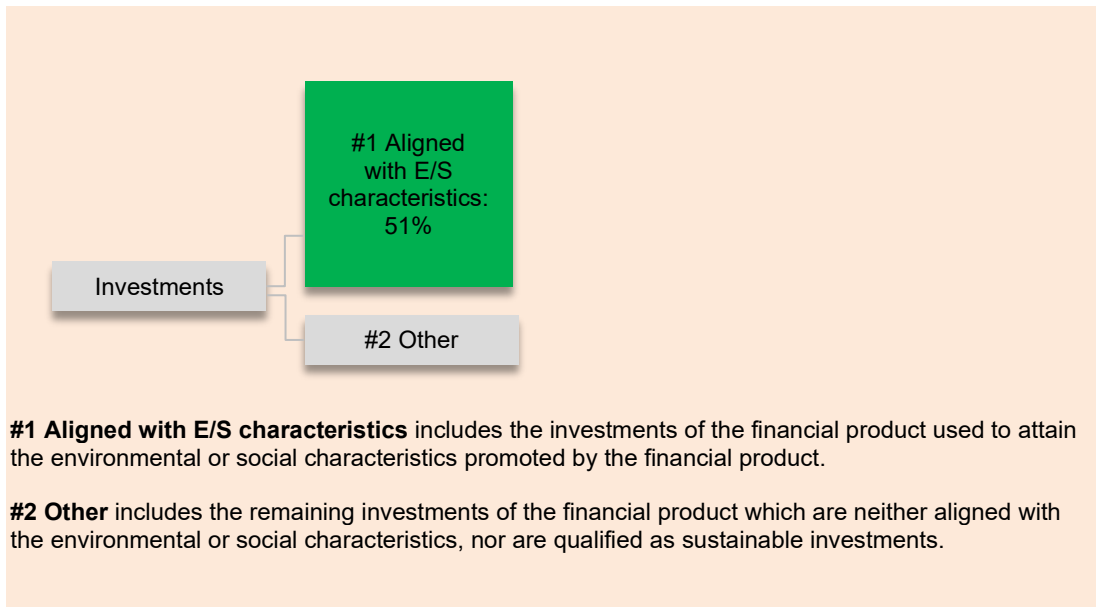 #1 Aligned
with E/S
characteristics:
51%
Investments
#2 Other
#1 Aligned with E/S characteristics includes the investments of the financial product used to attain
the environmental or social characteristics promoted by the financial product.
#2 Other includes the remaining investments of the financial product which are neither aligned with
the environmental or social characteristics, nor are qualified as sustainable investments.